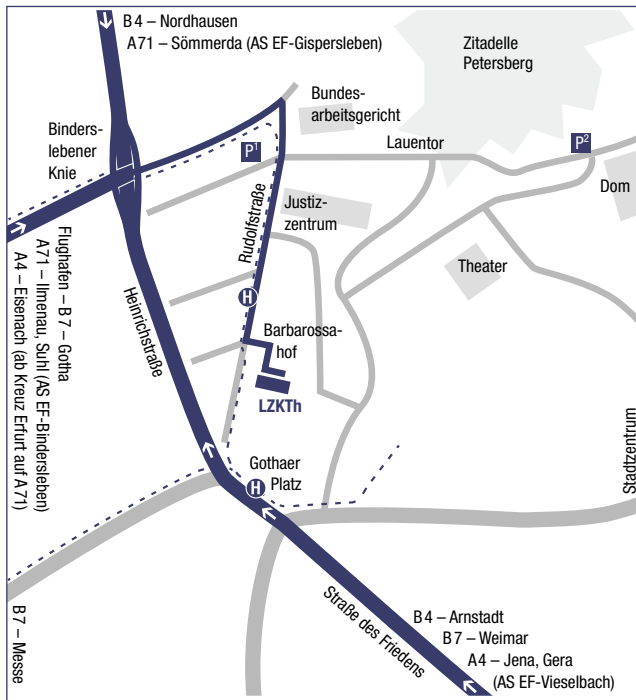 B 4 – Nordhausen
A71 – Sömmerda (AS EF-Gispersleben)
Zitadelle
Petersberg
Bundes-
arbeitsgericht
Binders-
lebener
Knie
P¹
Lauentor
P²
Dom
Justiz-
zentrum
Rudolfstraße
Theater
Flughafen – B 7 – Gotha
A71 – Ilmenau, Suhl (AS EF-Bindersleben)
A4 – Eisenach (ab Kreuz Erfurt auf A71)
Heinrichstraße
H
Barbarossa-
hof
LZKTh
Stadtzentrum
Gothaer
Platz
H
Straße des Friedens
B 7 – Messe
B 4 – Arnstadt
B 7 – Weimar
A4 – Jena, Gera
(AS EF-Vieselbach)